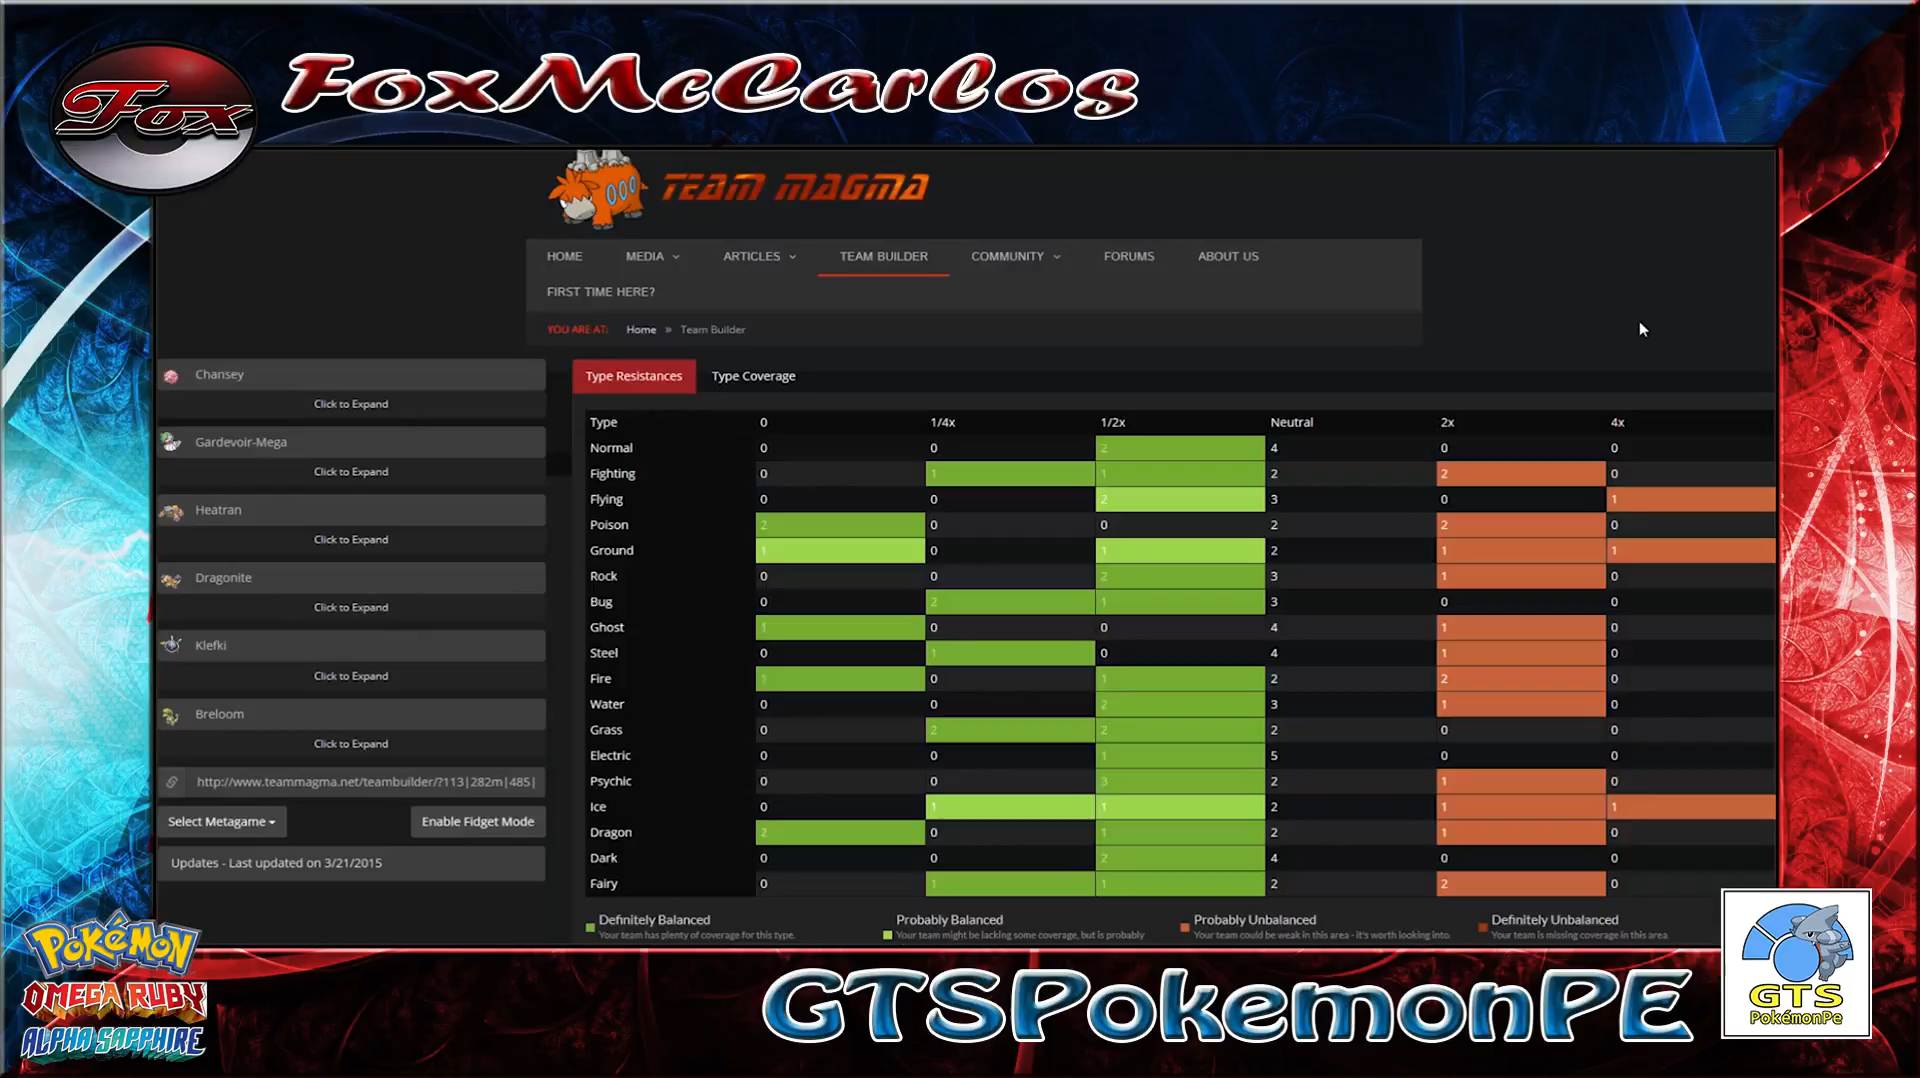 Fox
FoxMcCarlos
TEAM MAGMA
HOME MEDIA ARTICLES TEAM BUILDER COMMUNITY FORUMS ABOUT US
FIRST TIME HERE?
YOU ARE AT: Home » Team Builder
Chansey
Click to Expand
Gardevoir-Mega
Click to Expand
Heatran
Click to Expand
Dragonite
Click to Expand
Klefki
Click to Expand
Breloom
Click to Expand
http://www.teammagma.net/teambuilder/?113|282m|485|
Select Metagame Enable Fidget Mode
Updates - Last updated on 3/21/2015
Type Resistances Type Coverage
Type 0 1/4x 1/2x Neutral 2x 4x
Normal 0 0 2 4 0 0
Fighting 0 1 1 2 2 0
Flying 0 0 2 3 0 1
Poison 2 0 0 2 2 0
Ground 1 0 1 2 1 1
Rock 0 0 2 3 1 0
Bug 0 2 1 3 0 0
Ghost 1 0 0 4 1 0
Steel 0 1 0 4 1 0
Fire 1 0 1 2 2 0
Water 0 0 2 3 1 0
Grass 0 2 2 2 0 0
Electric 0 0 1 5 0 0
Psychic 0 0 3 2 1 0
Ice 0 1 1 2 1 1
Dragon 2 0 1 2 1 0
Dark 0 0 2 4 0 0
Fairy 0 1 1 2 2 0
Definitely Balanced Probably Balanced Probably Unbalanced Definitely Unbalanced
Your team has plenty of coverage for this type. Your team might be lacking some coverage, but is probably Your team could be weak in this area - it's worth looking into. Your team is missing coverage in this area
POKéMON
OMEGA RUBY
ALPHA SAPPHIRE
GTSPokemonPE
GTS
PokémonPe